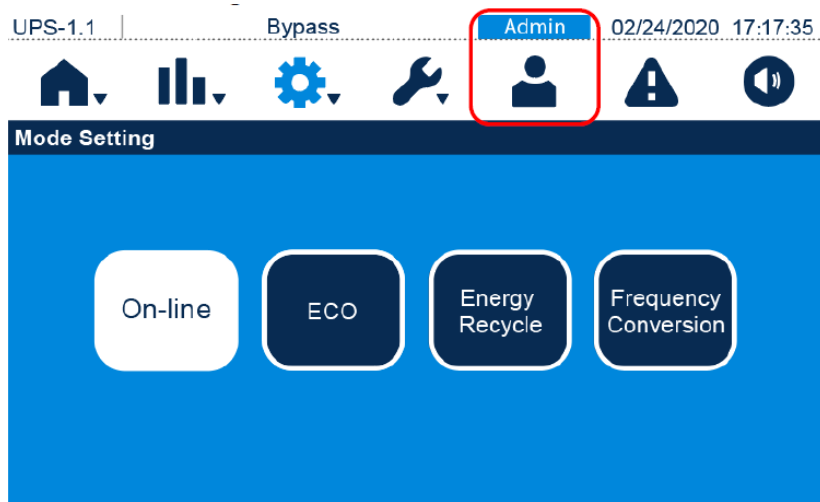 UPS-1.1 Bypass Admin 02/24/2020 17:17:35
Mode Setting
On-line
ECO
Energy
Recycle
Frequency
Conversion